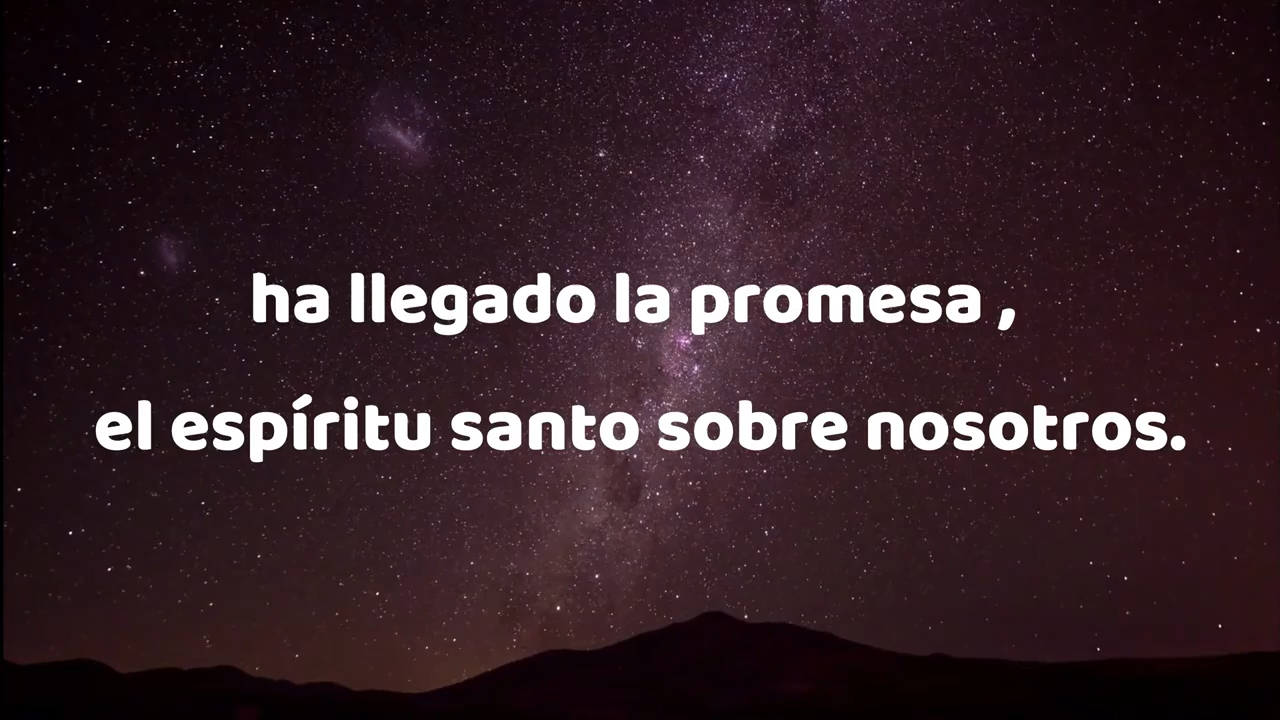 ha llegado la promesa ,
el espíritu santo sobre nosotros.